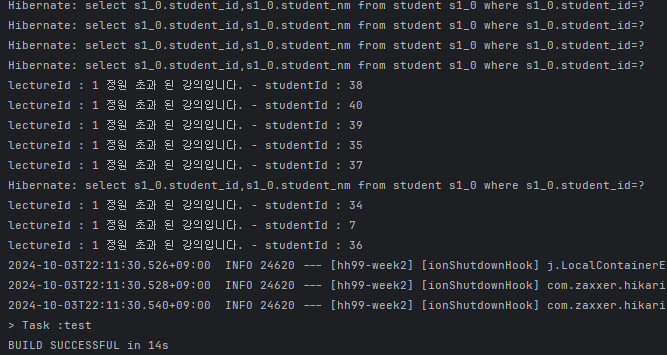 Hibernate: select s1_0.student_id,s1_0.student_nm from student s1_0 where s1_0.student_id=?
Hibernate: select s1_0.student_id,s1_0.student_nm from student s1_0 where s1_0.student_id=?
Hibernate: select s1_0.student_id,s1_0.student_nm from student s1_0 where s1_0.student_id=?
Hibernate: select s1_0.student_id,s1_0.student_nm from student s1_0 where s1_0.student_id=?
lectureId : 1 정원 초과 된 강의입니다. - studentId : 38
lectureId : 1 정원 초과 된 강의입니다. - studentId : 40
lectureId : 1 정원 초과 된 강의입니다. - studentId : 39
lectureId : 1 정원 초과 된 강의입니다. - studentId : 35
lectureId : 1 정원 초과 된 강의입니다. - studentId : 37
Hibernate: select s1_0.student_id,s1_0.student_nm from student s1_0 where s1_0.student_id=?
lectureId : 1 정원 초과 된 강의입니다. - studentId : 34
lectureId : 1 정원 초과 된 강의입니다. - studentId : 7
lectureId : 1 정원 초과 된 강의입니다. - studentId : 36
2024-10-03T22:11:30.526+09:00  INFO 24620 --- [hh99-week2] [ionShutdownHook] j.LocalContainerE
2024-10-03T22:11:30.528+09:00  INFO 24620 --- [hh99-week2] [ionShutdownHook] com.zaxxer.hikari
2024-10-03T22:11:30.540+09:00  INFO 24620 --- [hh99-week2] [ionShutdownHook] com.zaxxer.hikari
> Task :test
BUILD SUCCESSFUL in 14s